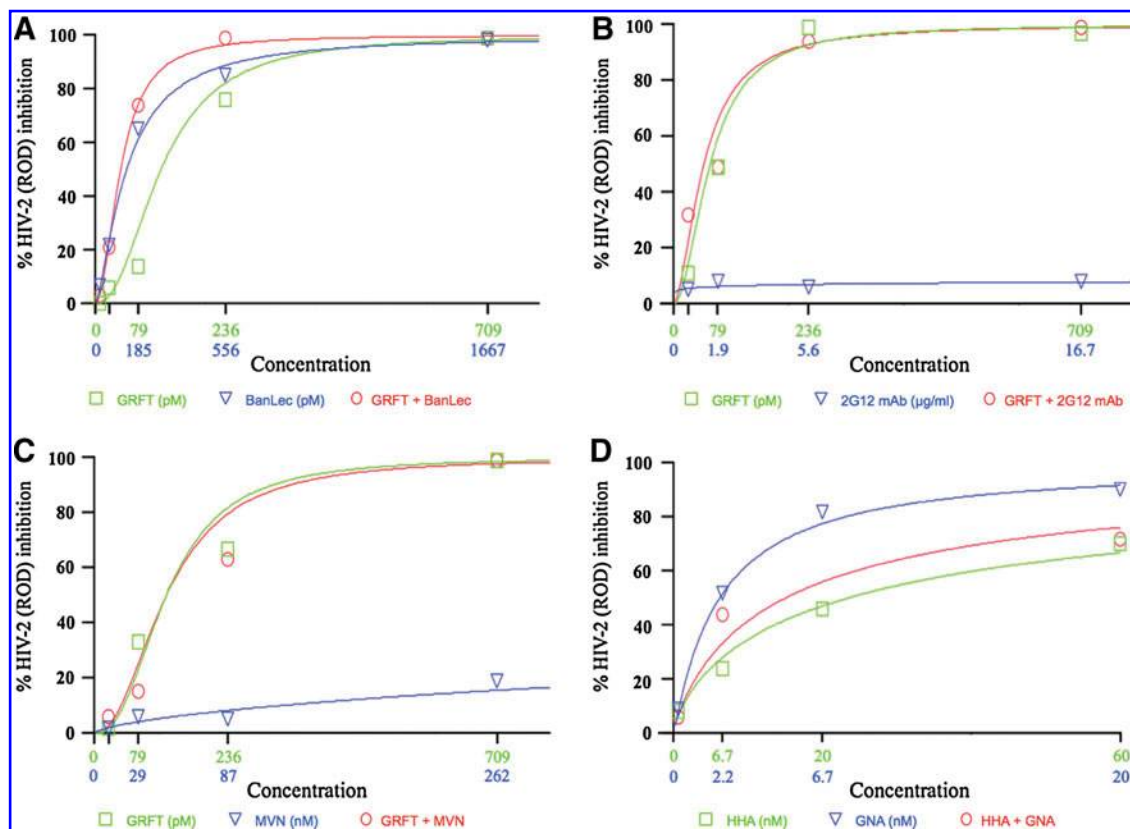 A
% HIV-2 (ROD) inhibition
100
80
60
40
20
0
0 79 236 709
0 185 556 1667
Concentration
GRFT (pM) BanLec (pM) GRFT + BanLec
B
% HIV-2 (ROD) inhibition
100
80
60
40
20
0
0 79 236 709
0 1.9 5.6 16.7
Concentration
GRFT (pM) 2G12 mAb (µg/ml) GRFT + 2G12 mAb
C
% HIV-2 (ROD) inhibition
100
80
60
40
20
0
0 79 236 709
0 29 87 262
Concentration
GRFT (pM) MVN (nM) GRFT + MVN
D
% HIV-2 (ROD) inhibition
100
80
60
40
20
0
0 6.7 20 60
0 2.2 6.7 20
Concentration
HHA (nM) GNA (nM) HHA + GNA